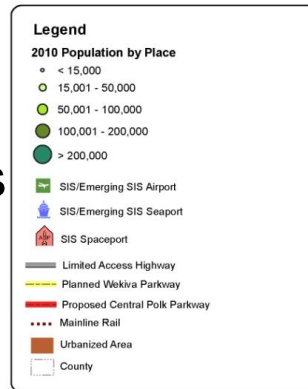 Legend
2010 Population by Place
< 15,000
15,001 - 50,000
50,001 - 100,000
100,001 - 200,000
> 200,000
s
SIS/Emerging SIS Airport
SIS/Emerging SIS Seaport
SIS Spaceport
Limited Access Highway
Planned Wekiva Parkway
Proposed Central Polk Parkway
Mainline Rail
Urbanized Area
County